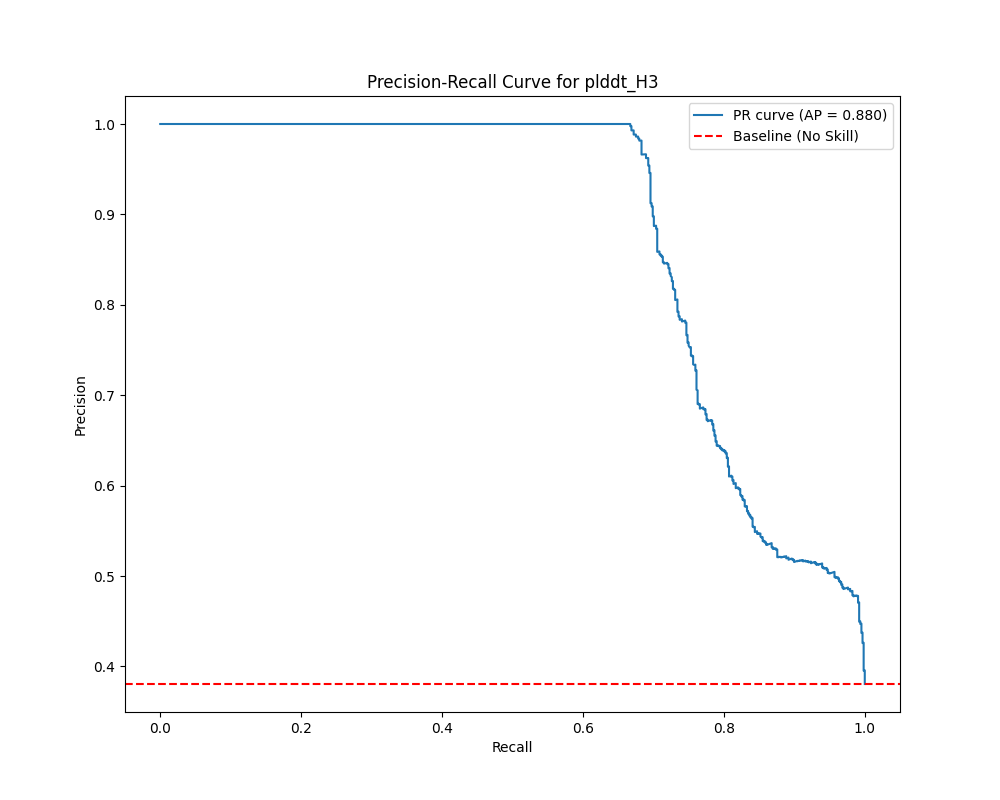 Precision-Recall Curve for plddt_H3
PR curve (AP = 0.880)
Baseline (No Skill)
Precision
1.0
0.9
0.8
0.7
0.6
0.5
0.4
0.0 0.2 0.4 0.6 0.8 1.0
Recall